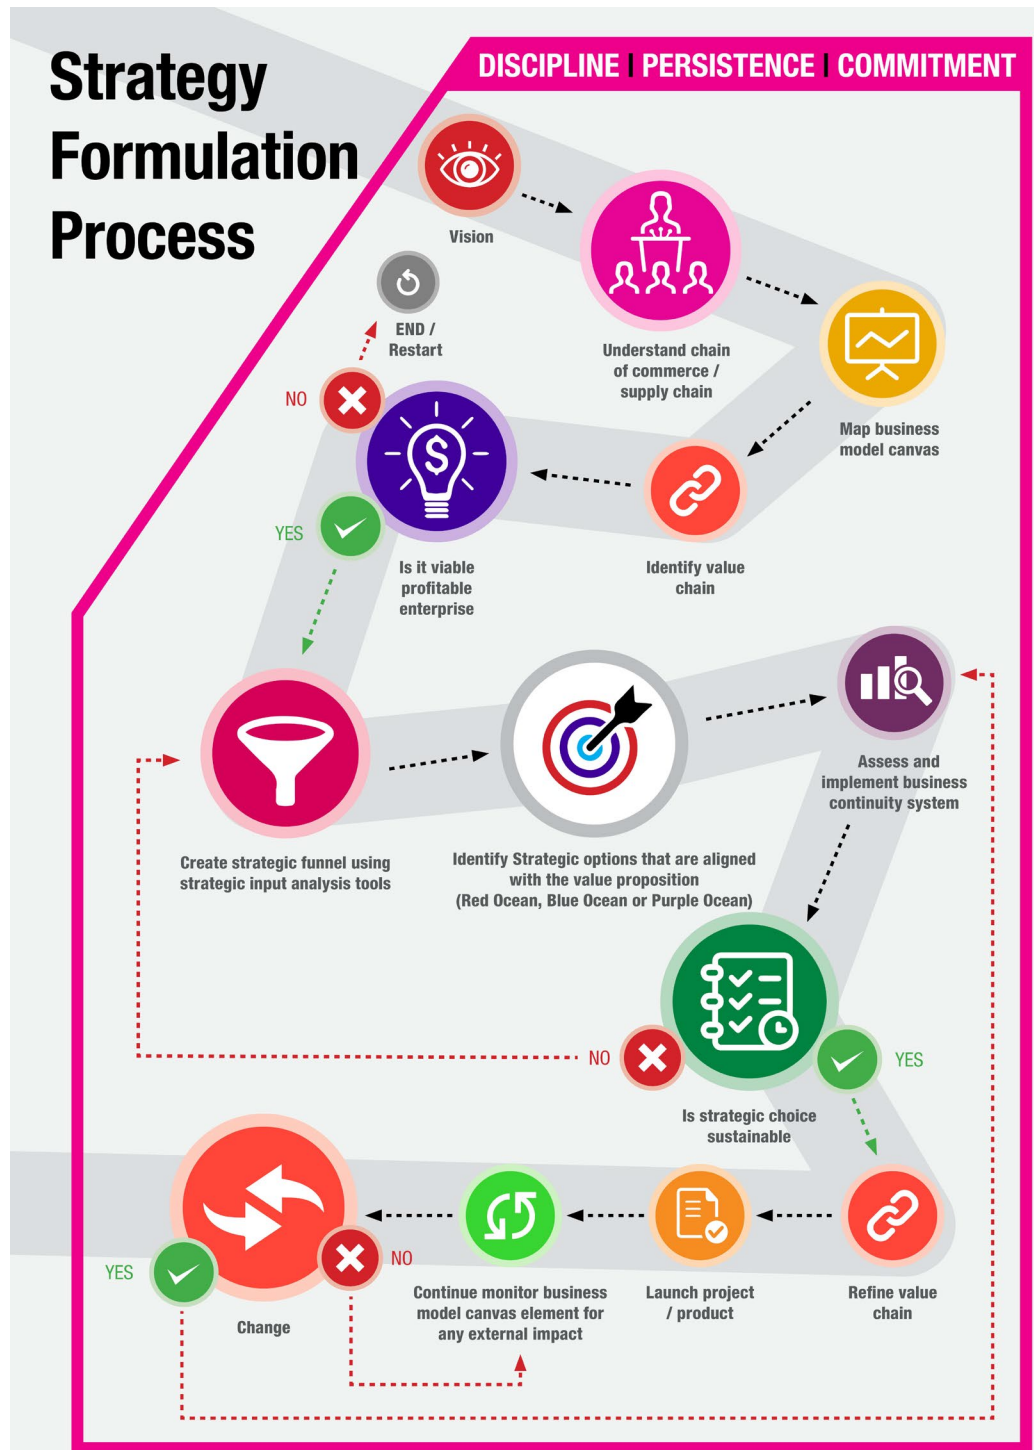 Strategy
Formulation
Process
DISCIPLINE | PERSISTENCE | COMMITMENT
Vision
Understand chain
of commerce /
supply chain
Map business
model canvas
Identify value
chain
Is it viable
profitable
enterprise
NO
END /
Restart
YES
Create strategic funnel using
strategic input analysis tools
Identify Strategic options that are aligned
with the value proposition
(Red Ocean, Blue Ocean or Purple Ocean)
Assess and
implement business
continuity system
Is strategic choice
sustainable
NO
YES
Refine value
chain
Launch project
/ product
Continue monitor business
model canvas element for
any external impact
Change
NO
YES